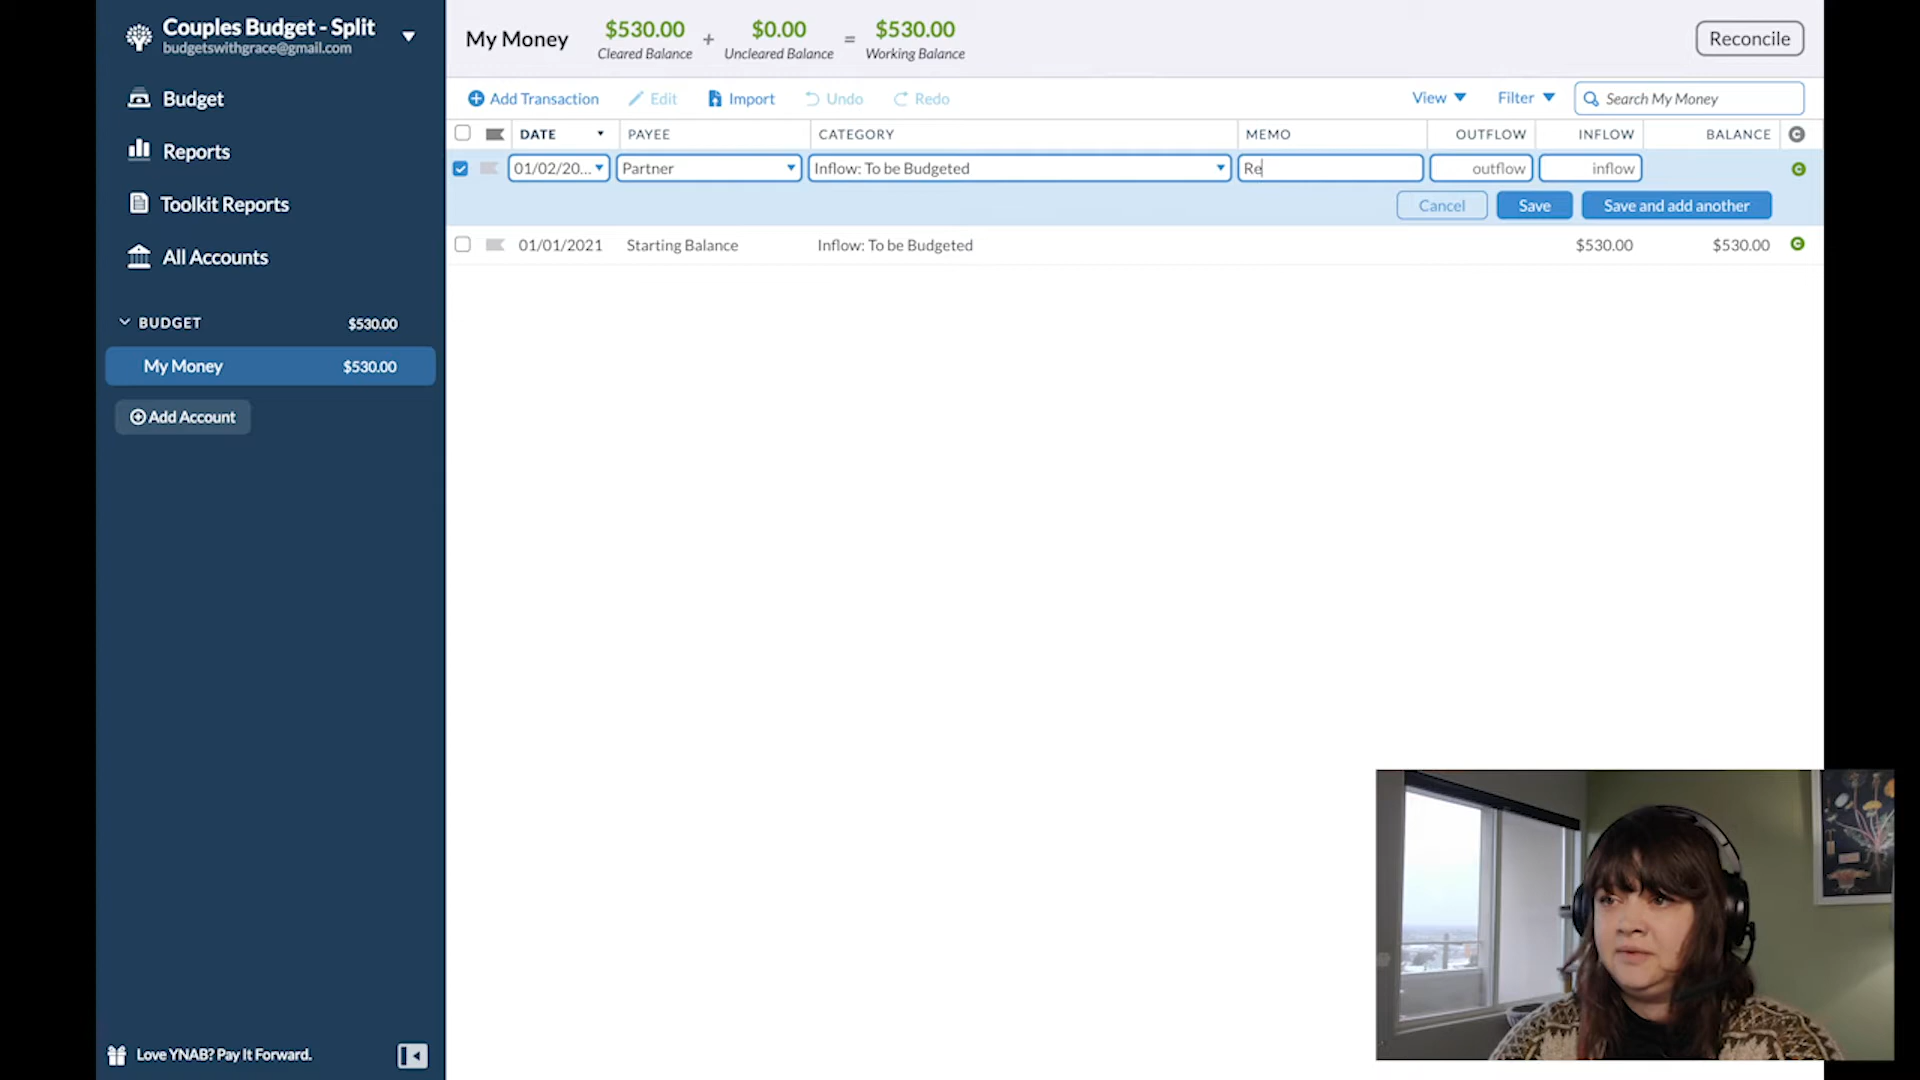 Couples Budget - Split
budgetswithgrace@gmail.com
Budget
Reports
Toolkit Reports
All Accounts
BUDGET $530.00
My Money $530.00
Add Account
Love YNAB? Pay It Forward.
My Money
$530.00 + $0.00 = $530.00
Cleared Balance Uncleared Balance Working Balance
Reconcile
Add Transaction Edit Import Undo Redo View Filter Search My Money
DATE PAYEE CATEGORY MEMO OUTFLOW INFLOW BALANCE C
01/02/20... Partner Inflow: To be Budgeted Re outflow inflow C
Cancel Save Save and add another
01/01/2021 Starting Balance Inflow: To be Budgeted $530.00 $530.00 C